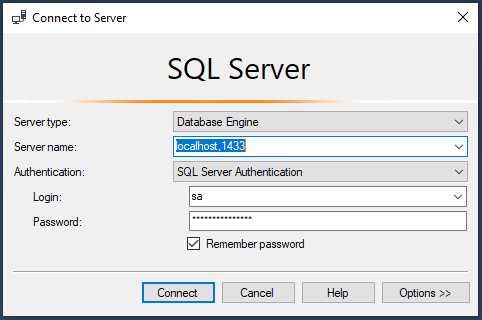 Connect to Server
SQL Server
Server type: Database Engine
Server name: localhost,1433
Authentication: SQL Server Authentication
Login: sa
Password: ***************
Remember password
Connect Cancel Help Options >>